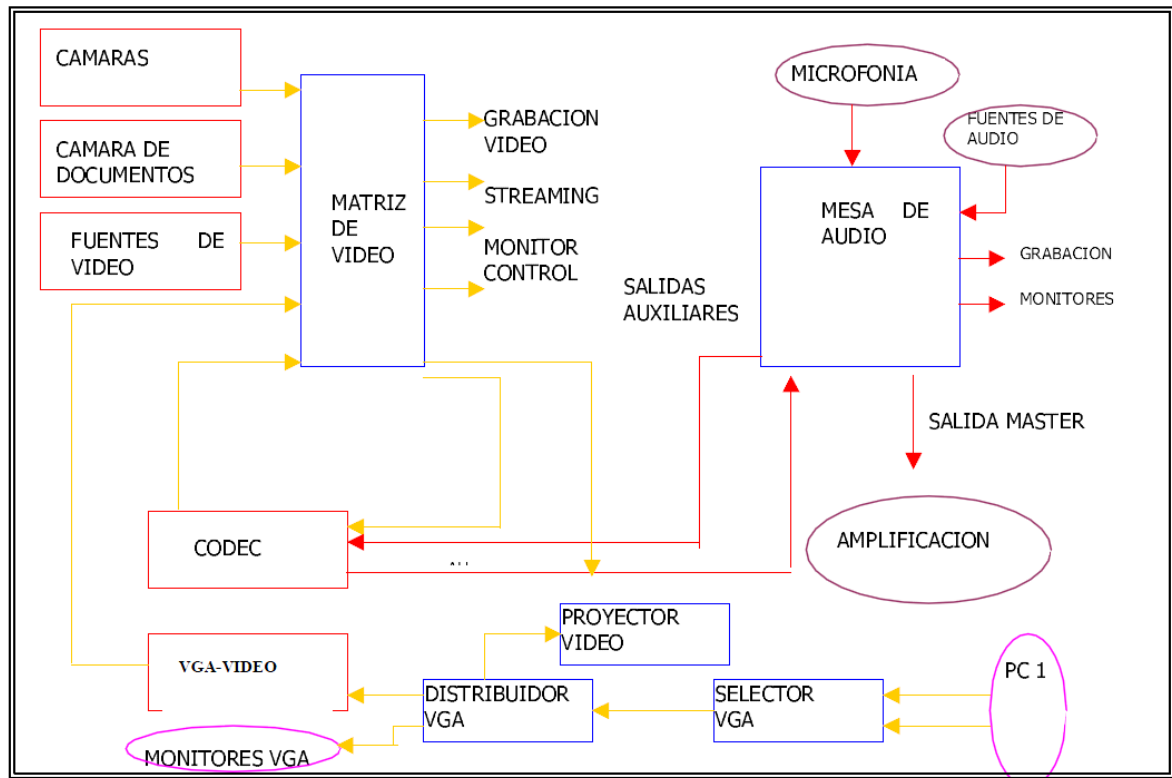 CAMARAS
CAMARA DE
DOCUMENTOS
FUENTES DE
VIDEO
MATRIZ
DE
VIDEO
GRABACION
VIDEO
STREAMING
MONITOR
CONTROL
MICROFONIA
FUENTES DE
AUDIO
MESA DE
AUDIO
GRABACION
MONITORES
SALIDAS
AUXILIARES
SALIDA MASTER
AMPLIFICACION
CODEC
PROYECTOR
VIDEO
VGA-VIDEO
DISTRIBUIDOR
VGA
SELECTOR
VGA
PC 1
MONITORES VGA